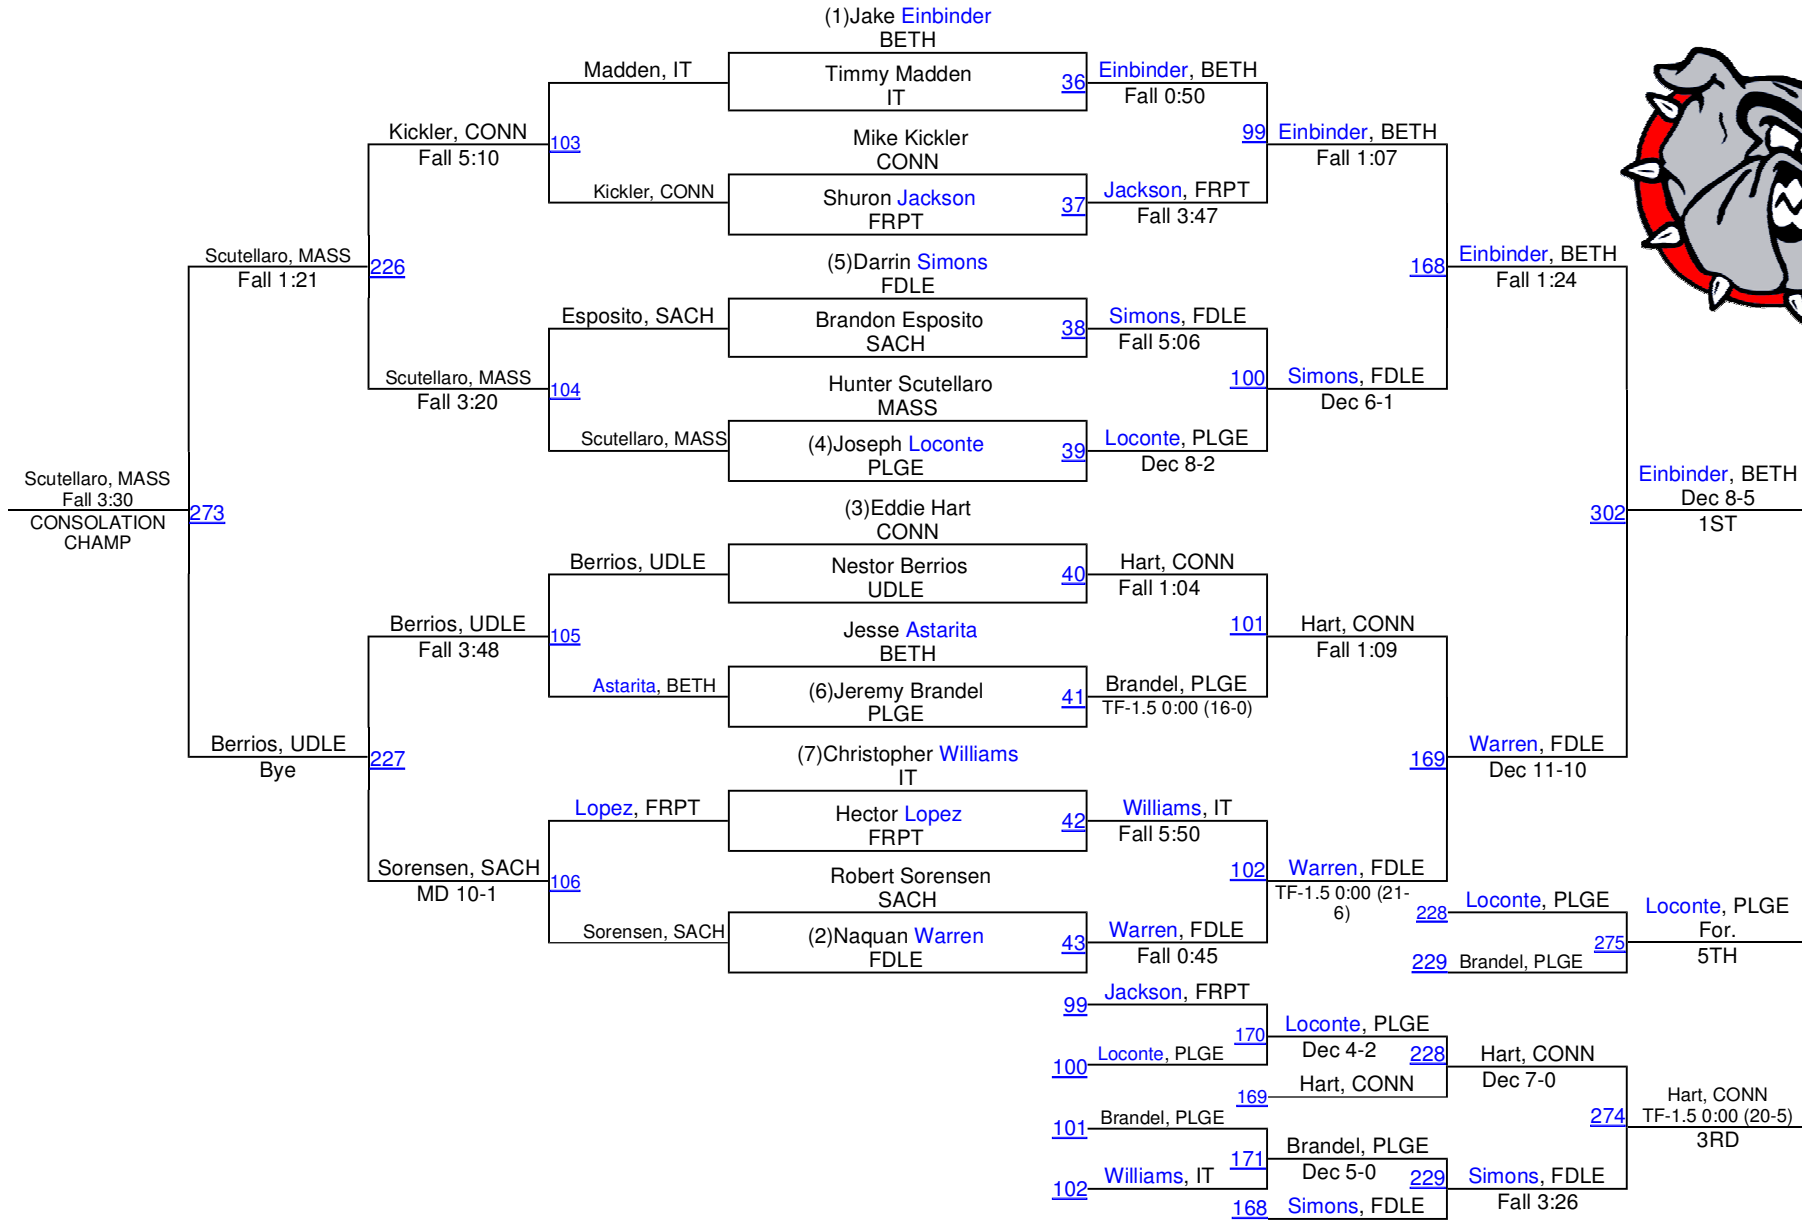 (1)Jake Einbinder
BETH
Madden, IT
Timmy Madden
IT
36
Einbinder, BETH
Fall 0:50
Kickler, CONN
Fall 5:10
103
Mike Kickler
CONN
99
Einbinder, BETH
Fall 1:07
Kickler, CONN
Shuron Jackson
FRPT
37
Jackson, FRPT
Fall 3:47
Scutellaro, MASS
Fall 1:21
226
(5)Darrin Simons
FDLE
168
Einbinder, BETH
Fall 1:24
Esposito, SACH
Brandon Esposito
SACH
38
Simons, FDLE
Fall 5:06
Scutellaro, MASS
Fall 3:20
104
Hunter Scutellaro
MASS
100
Simons, FDLE
Dec 6-1
Scutellaro, MASS
(4)Joseph Loconte
PLGE
39
Loconte, PLGE
Dec 8-2
Scutellaro, MASS
Fall 3:30
CONSOLATION
CHAMP
273
(3)Eddie Hart
CONN
302
Einbinder, BETH
Dec 8-5
1ST
Berrios, UDLE
Nestor Berrios
UDLE
40
Hart, CONN
Fall 1:04
Berrios, UDLE
Fall 3:48
105
Jesse Astarita
BETH
101
Hart, CONN
Fall 1:09
Astarita, BETH
(6)Jeremy Brandel
PLGE
41
Brandel, PLGE
TF-1.5 0:00 (16-0)
Berrios, UDLE
Bye
227
(7)Christopher Williams
IT
169
Warren, FDLE
Dec 11-10
Lopez, FRPT
Hector Lopez
FRPT
42
Williams, IT
Fall 5:50
Sorensen, SACH
MD 10-1
106
Robert Sorensen
SACH
102
Warren, FDLE
TF-1.5 0:00 (21-
6)
Sorensen, SACH
(2)Naquan Warren
FDLE
43
Warren, FDLE
Fall 0:45
228
Loconte, PLGE
229
Brandel, PLGE
275
Loconte, PLGE
For.
5TH
99
Jackson, FRPT
100
Loconte, PLGE
170
Loconte, PLGE
Dec 4-2
169
Hart, CONN
228
Hart, CONN
Dec 7-0
101
Brandel, PLGE
102
Williams, IT
171
Brandel, PLGE
Dec 5-0
168
Simons, FDLE
229
Simons, FDLE
Fall 3:26
274
Hart, CONN
TF-1.5 0:00 (20-5)
3RD